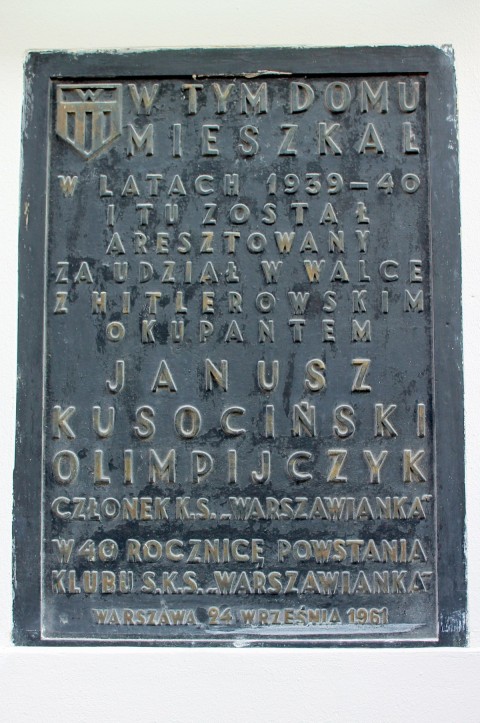 W
W TYM DOMU
MIESZKAŁ
W LATACH 1939-40
I TU ZOSTAŁ
ARESZTOWANY
ZA UDZIAŁ W WALCE
Z HITLEROWSKIM
OKUPANTEM
JANUSZ
KUSOCIŃSKI
OLIMPIJCZYK
CZŁONEK K.S. „WARSZAWIANKA”
W 40 ROCZNICĘ POWSTANIA
KLUBU S.K.S. „WARSZAWIANKA”
WARSZAWA 24 WRZEŚNIA 1961